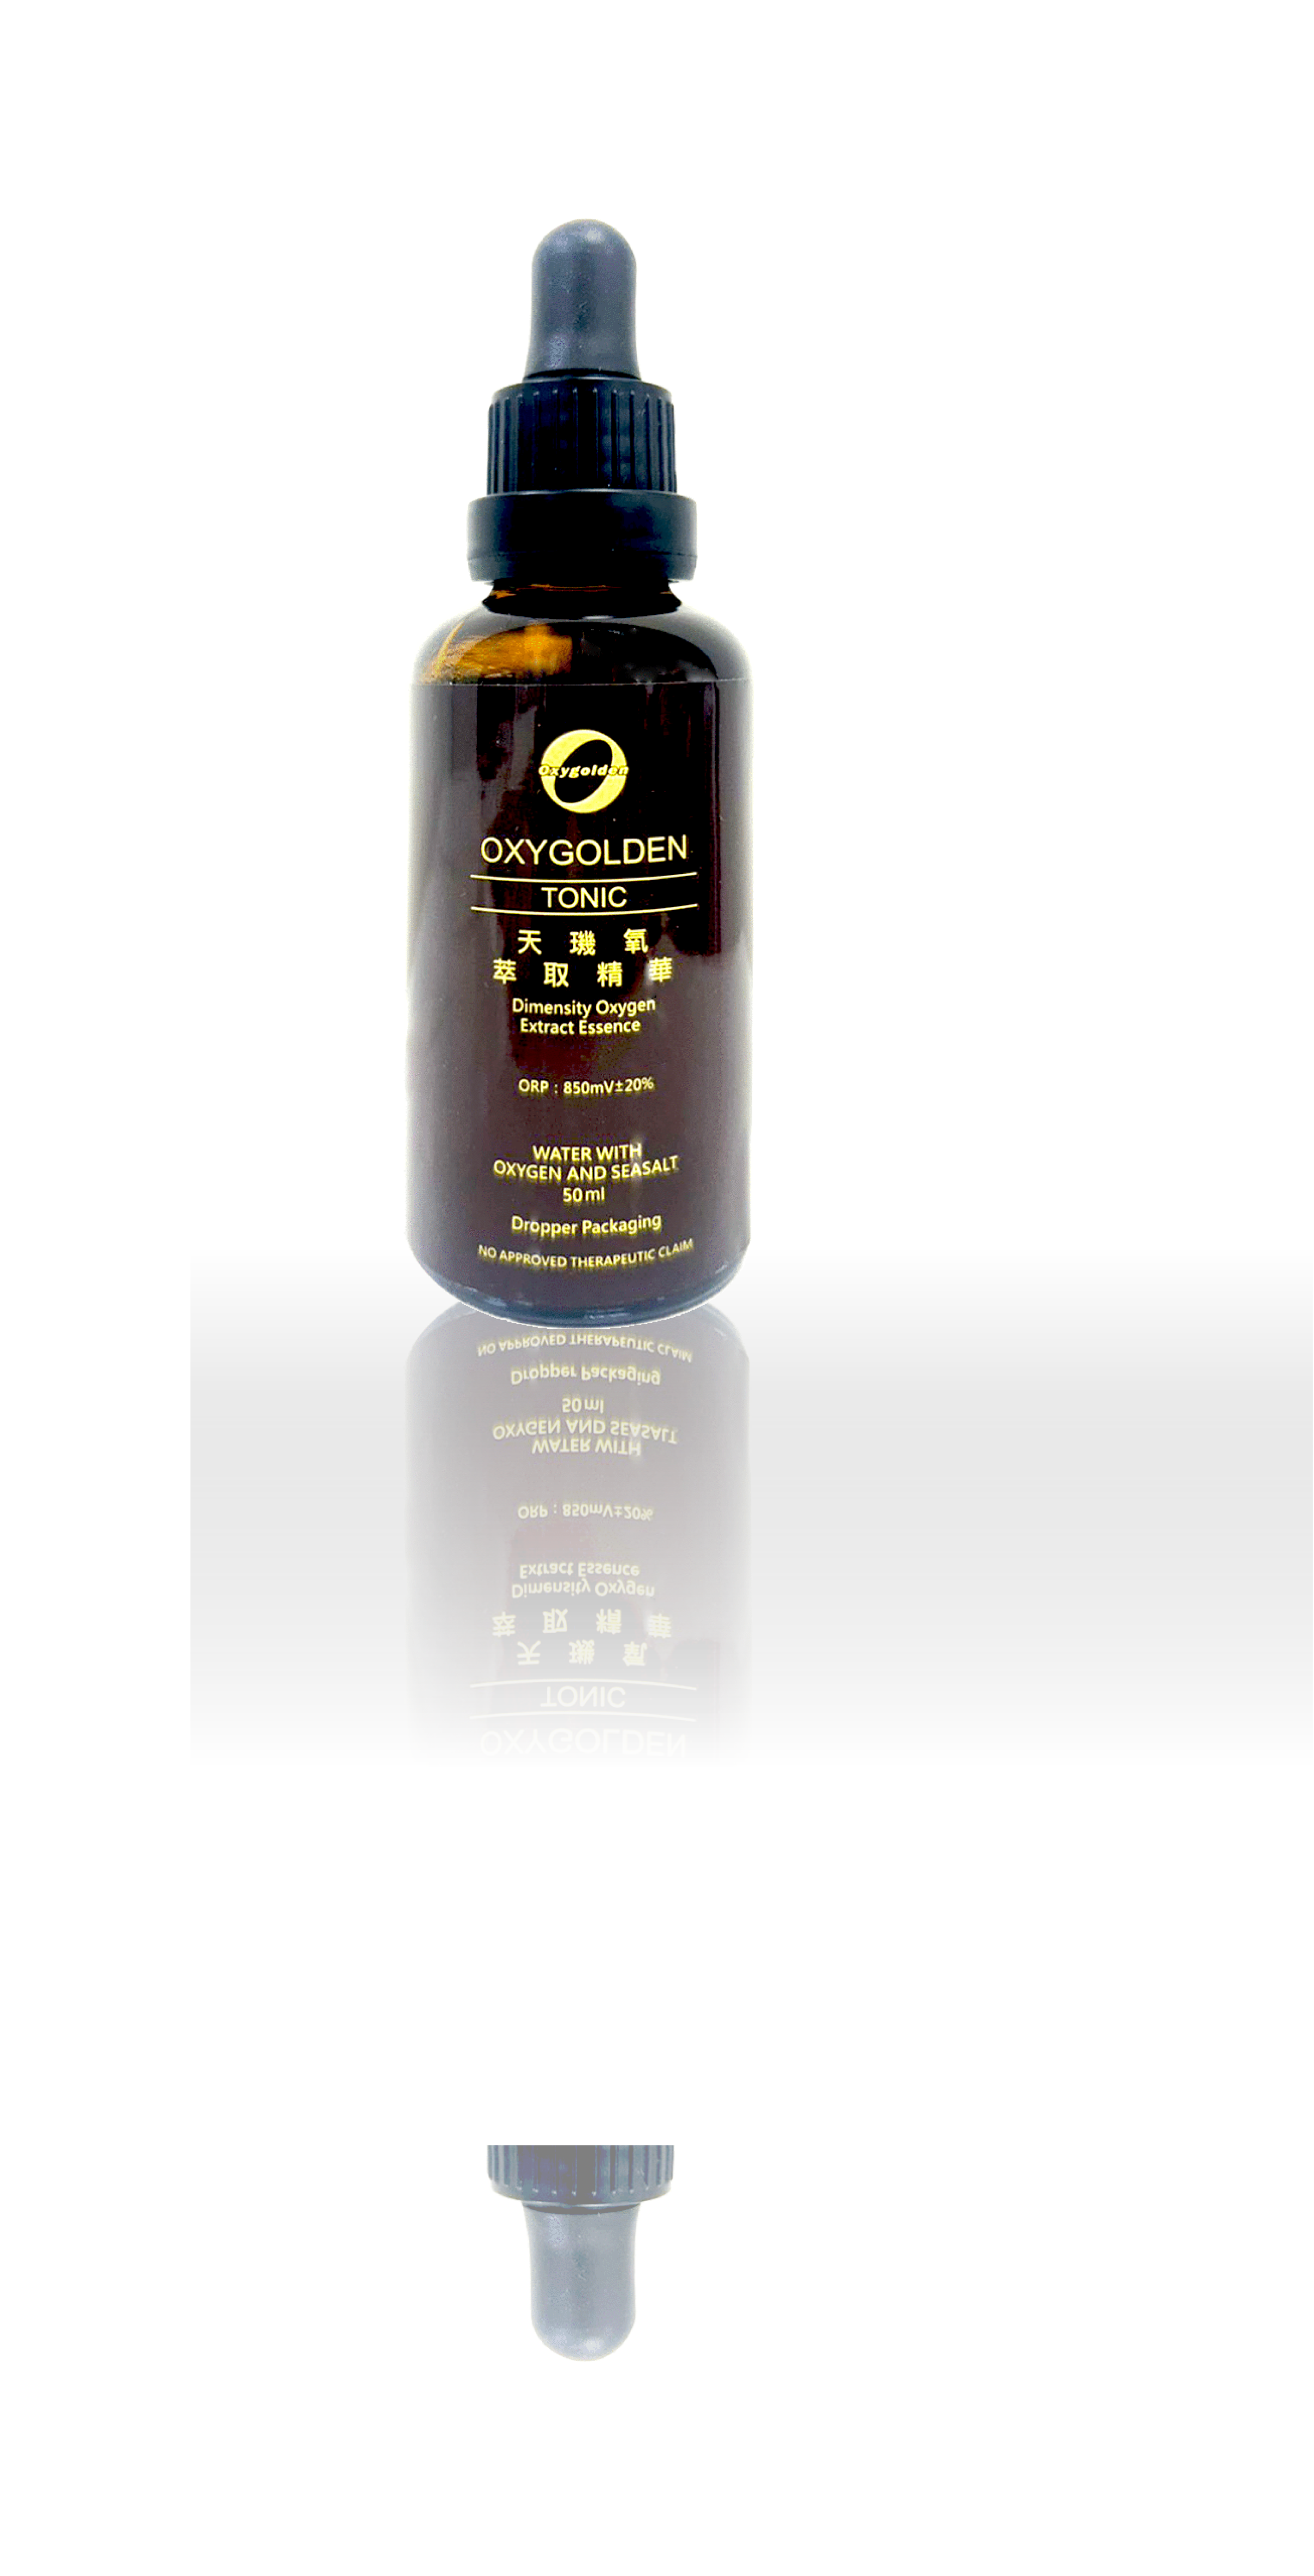 Oxygolden
OXYGOLDEN
TONIC
天璣氧
萃取精華
Dimensity Oxygen
Extract Essence
ORP : 850mV±20%
WATER WITH
OXYGEN AND SEASALT
50ml
Dropper Packaging
NO APPROVED THERAPEUTIC CLAIM